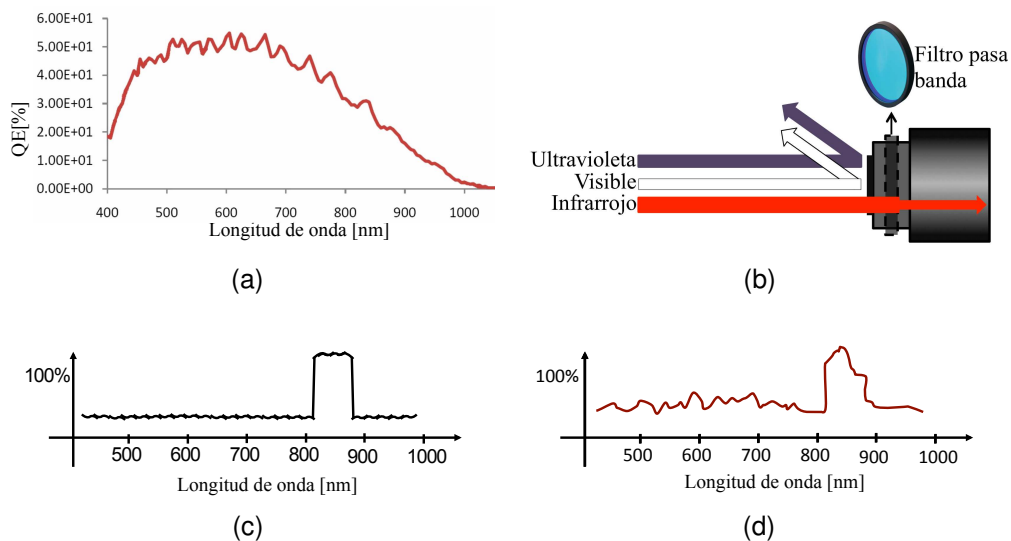 6.00E+01
5.00E+01
4.00E+01
3.00E+01
2.00E+01
1.00E+01
0.00E+00
QE[%]
400 500 600 700 800 900 1000
Longitud de onda [nm]
(a)
Filtro pasa
banda
Ultravioleta
Visible
Infrarrojo
(b)
100%
500 600 700 800 900 1000
Longitud de onda [nm]
(c)
100%
500 600 700 800 900 1000
Longitud de onda [nm]
(d)